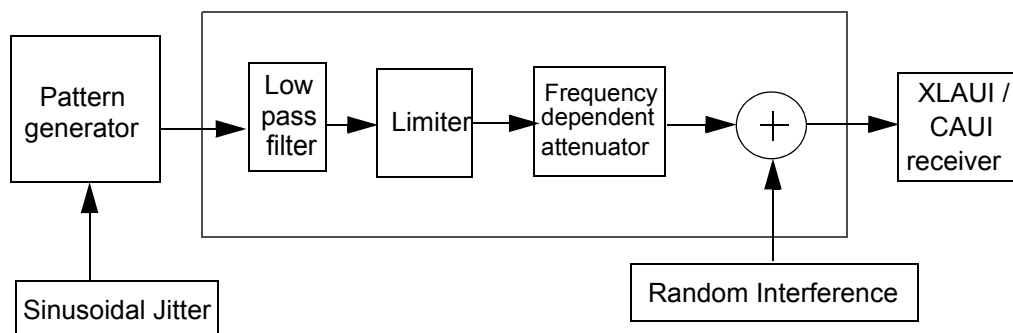 Pattern
generator
Low
pass
filter
Limiter
Frequency
dependent
attenuator
+
XLAUI /
CAUI
receiver
Sinusoidal Jitter
Random Interference